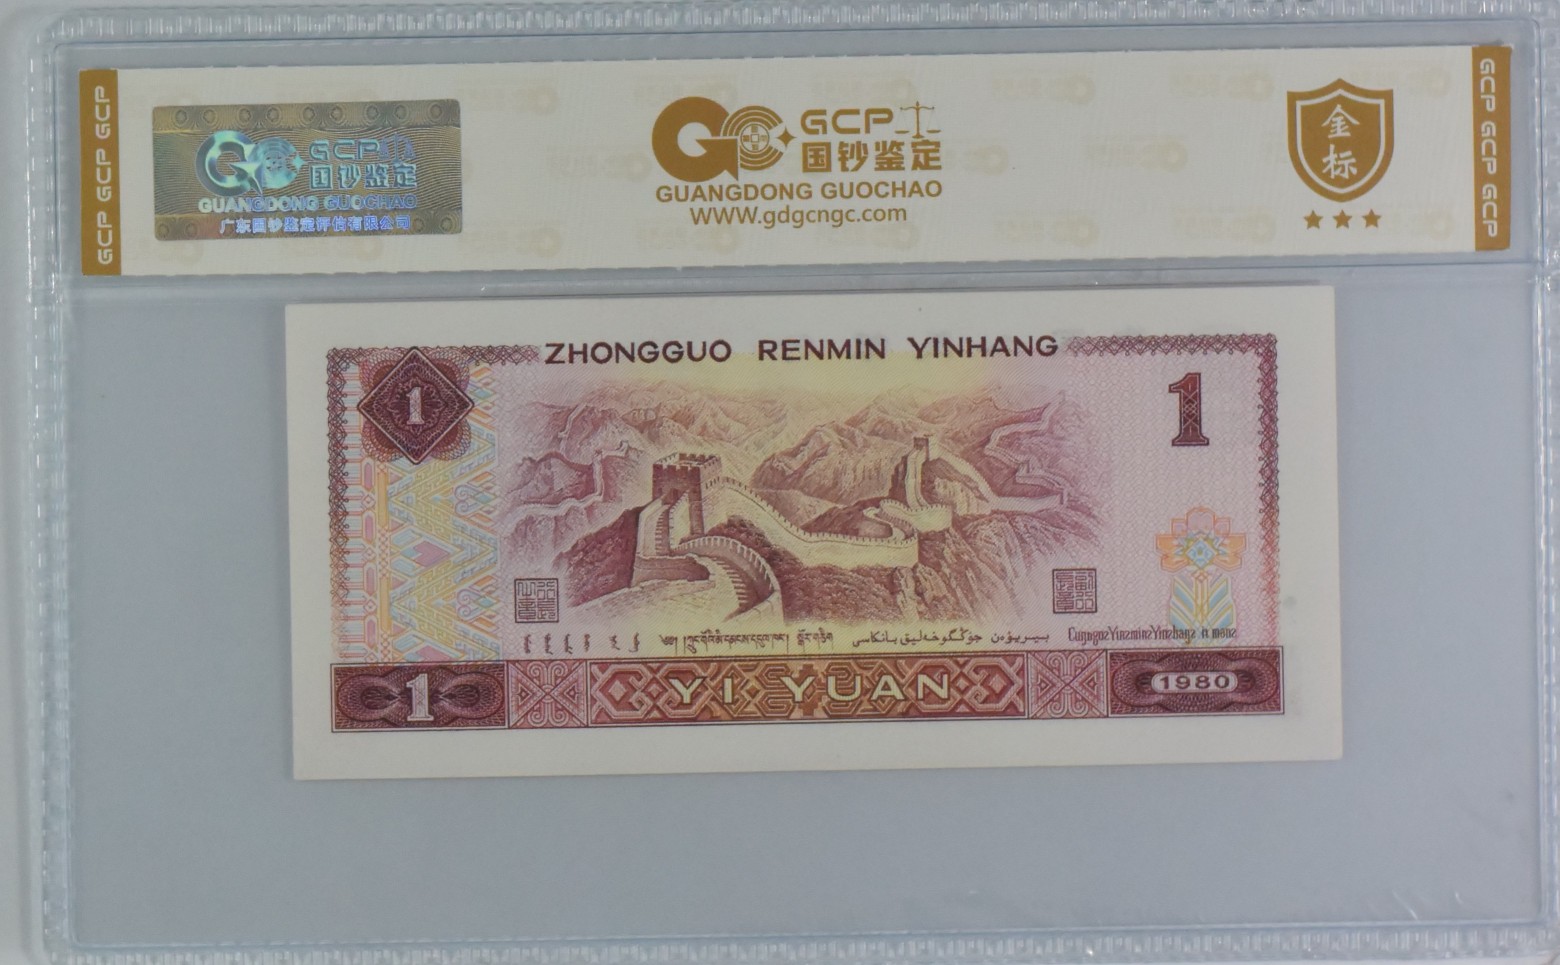 GCP GCP GCP
GCP 国钞鉴定
GUANGDONG GUOCHAO
广东国钞鉴定评估有限公司
GCP
国钞鉴定
GUANGDONG GUOCHAO
WWW.gdgcngc.com
金标
★★★
GCP GCP GCP
ZHONGGUO RENMIN YINHANG
1
1
1
YI YUAN
1980